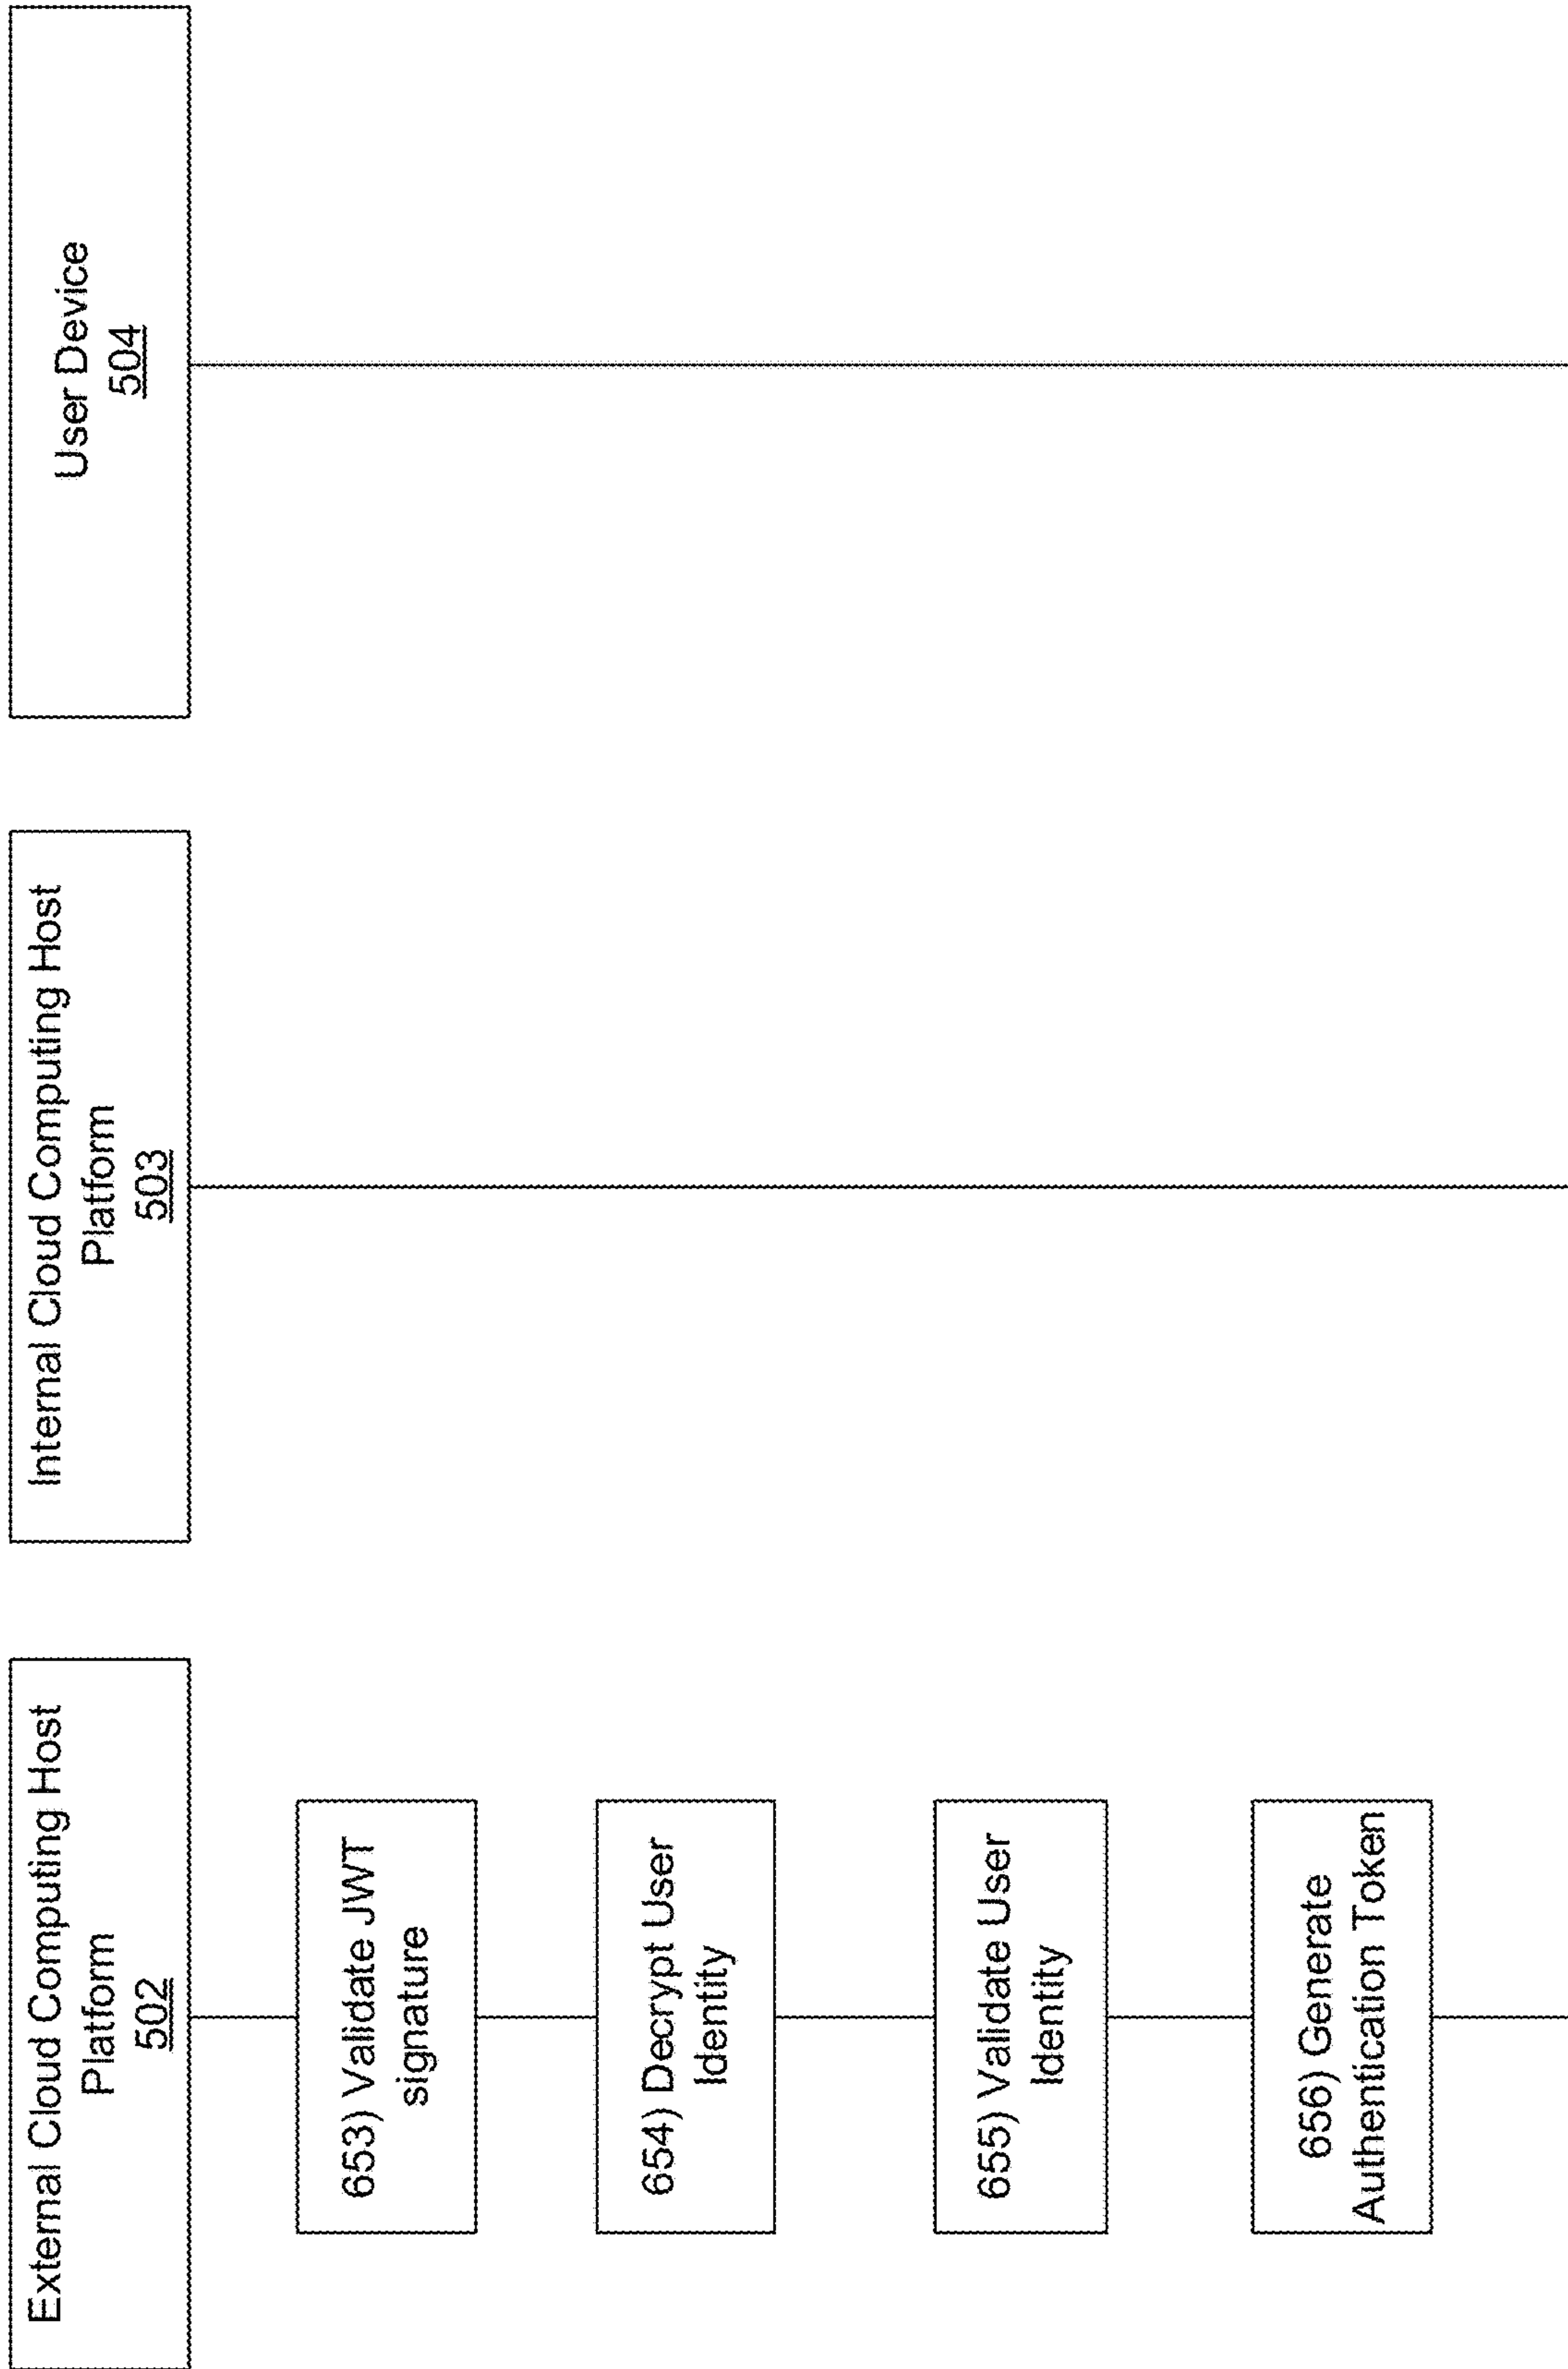 External Cloud Computing Host
Platform
502
Internal Cloud Computing Host
Platform
503
User Device
504
653) Validate JWT
signature
654) Decrypt User
Identity
655) Validate User
Identity
656) Generate
Authentication Token